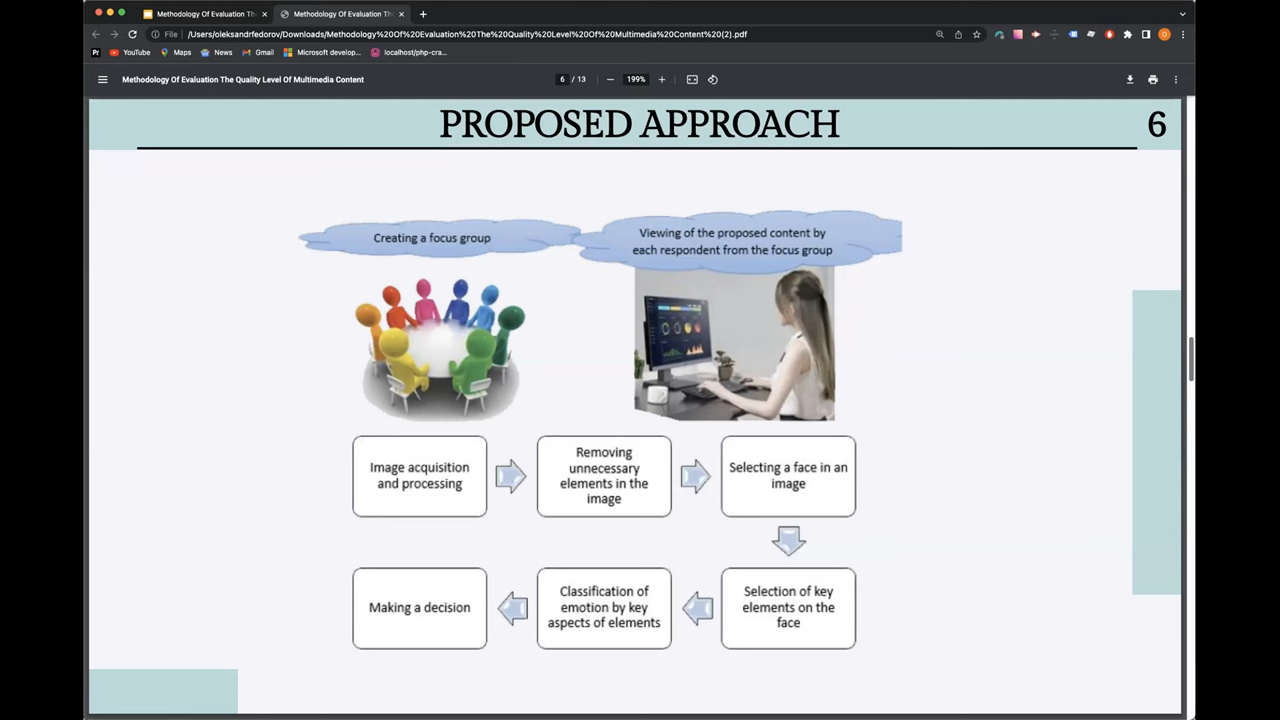 Methodology Of Evaluation Th
Methodology Of Evaluation Th
File
/Users/oleksandrfedorov/Downloads/Methodology%20Of%20Evaluation%20The%20Quality%20Level%20Of%20Multimedia%20Content%20(2).pdf
Pr
YouTube
Maps
News
Gmail
Microsoft develop...
localhost/php-cra...
Methodology Of Evaluation The Quality Level Of Multimedia Content
6 / 13
199%
PROPOSED APPROACH
6
Creating a focus group
Viewing of the proposed content by
each respondent from the focus group
Image acquisition
and processing
Removing
unnecessary
elements in the
image
Selecting a face in an
image
Making a decision
Classification of
emotion by key
aspects of elements
Selection of key
elements on the
face